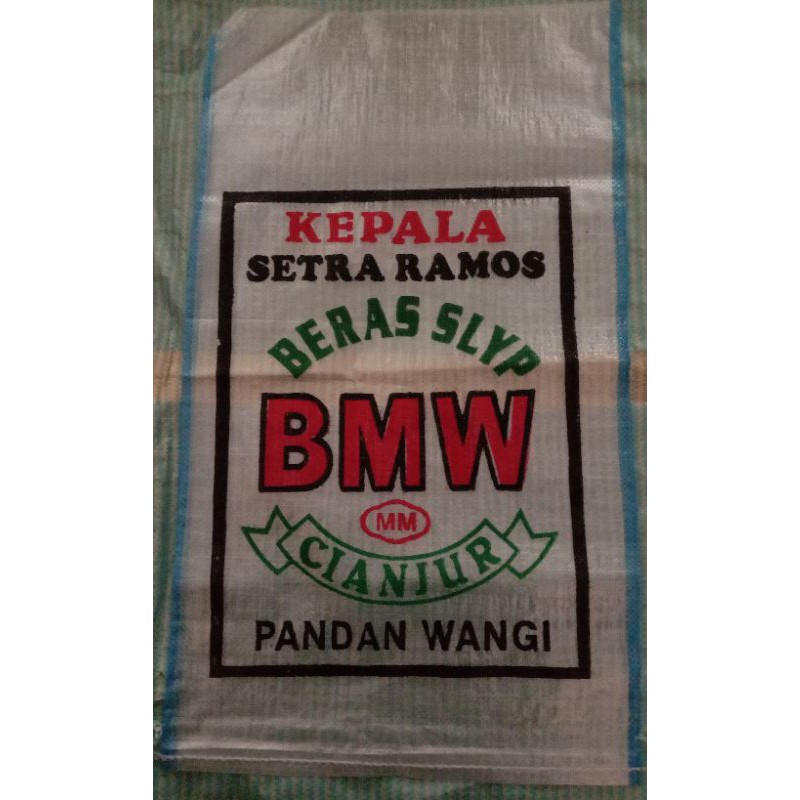 KEPALA
SETRA RAMOS
BERAS SLYP
BMW
MM
CIANJUR
PANDAN WANGI